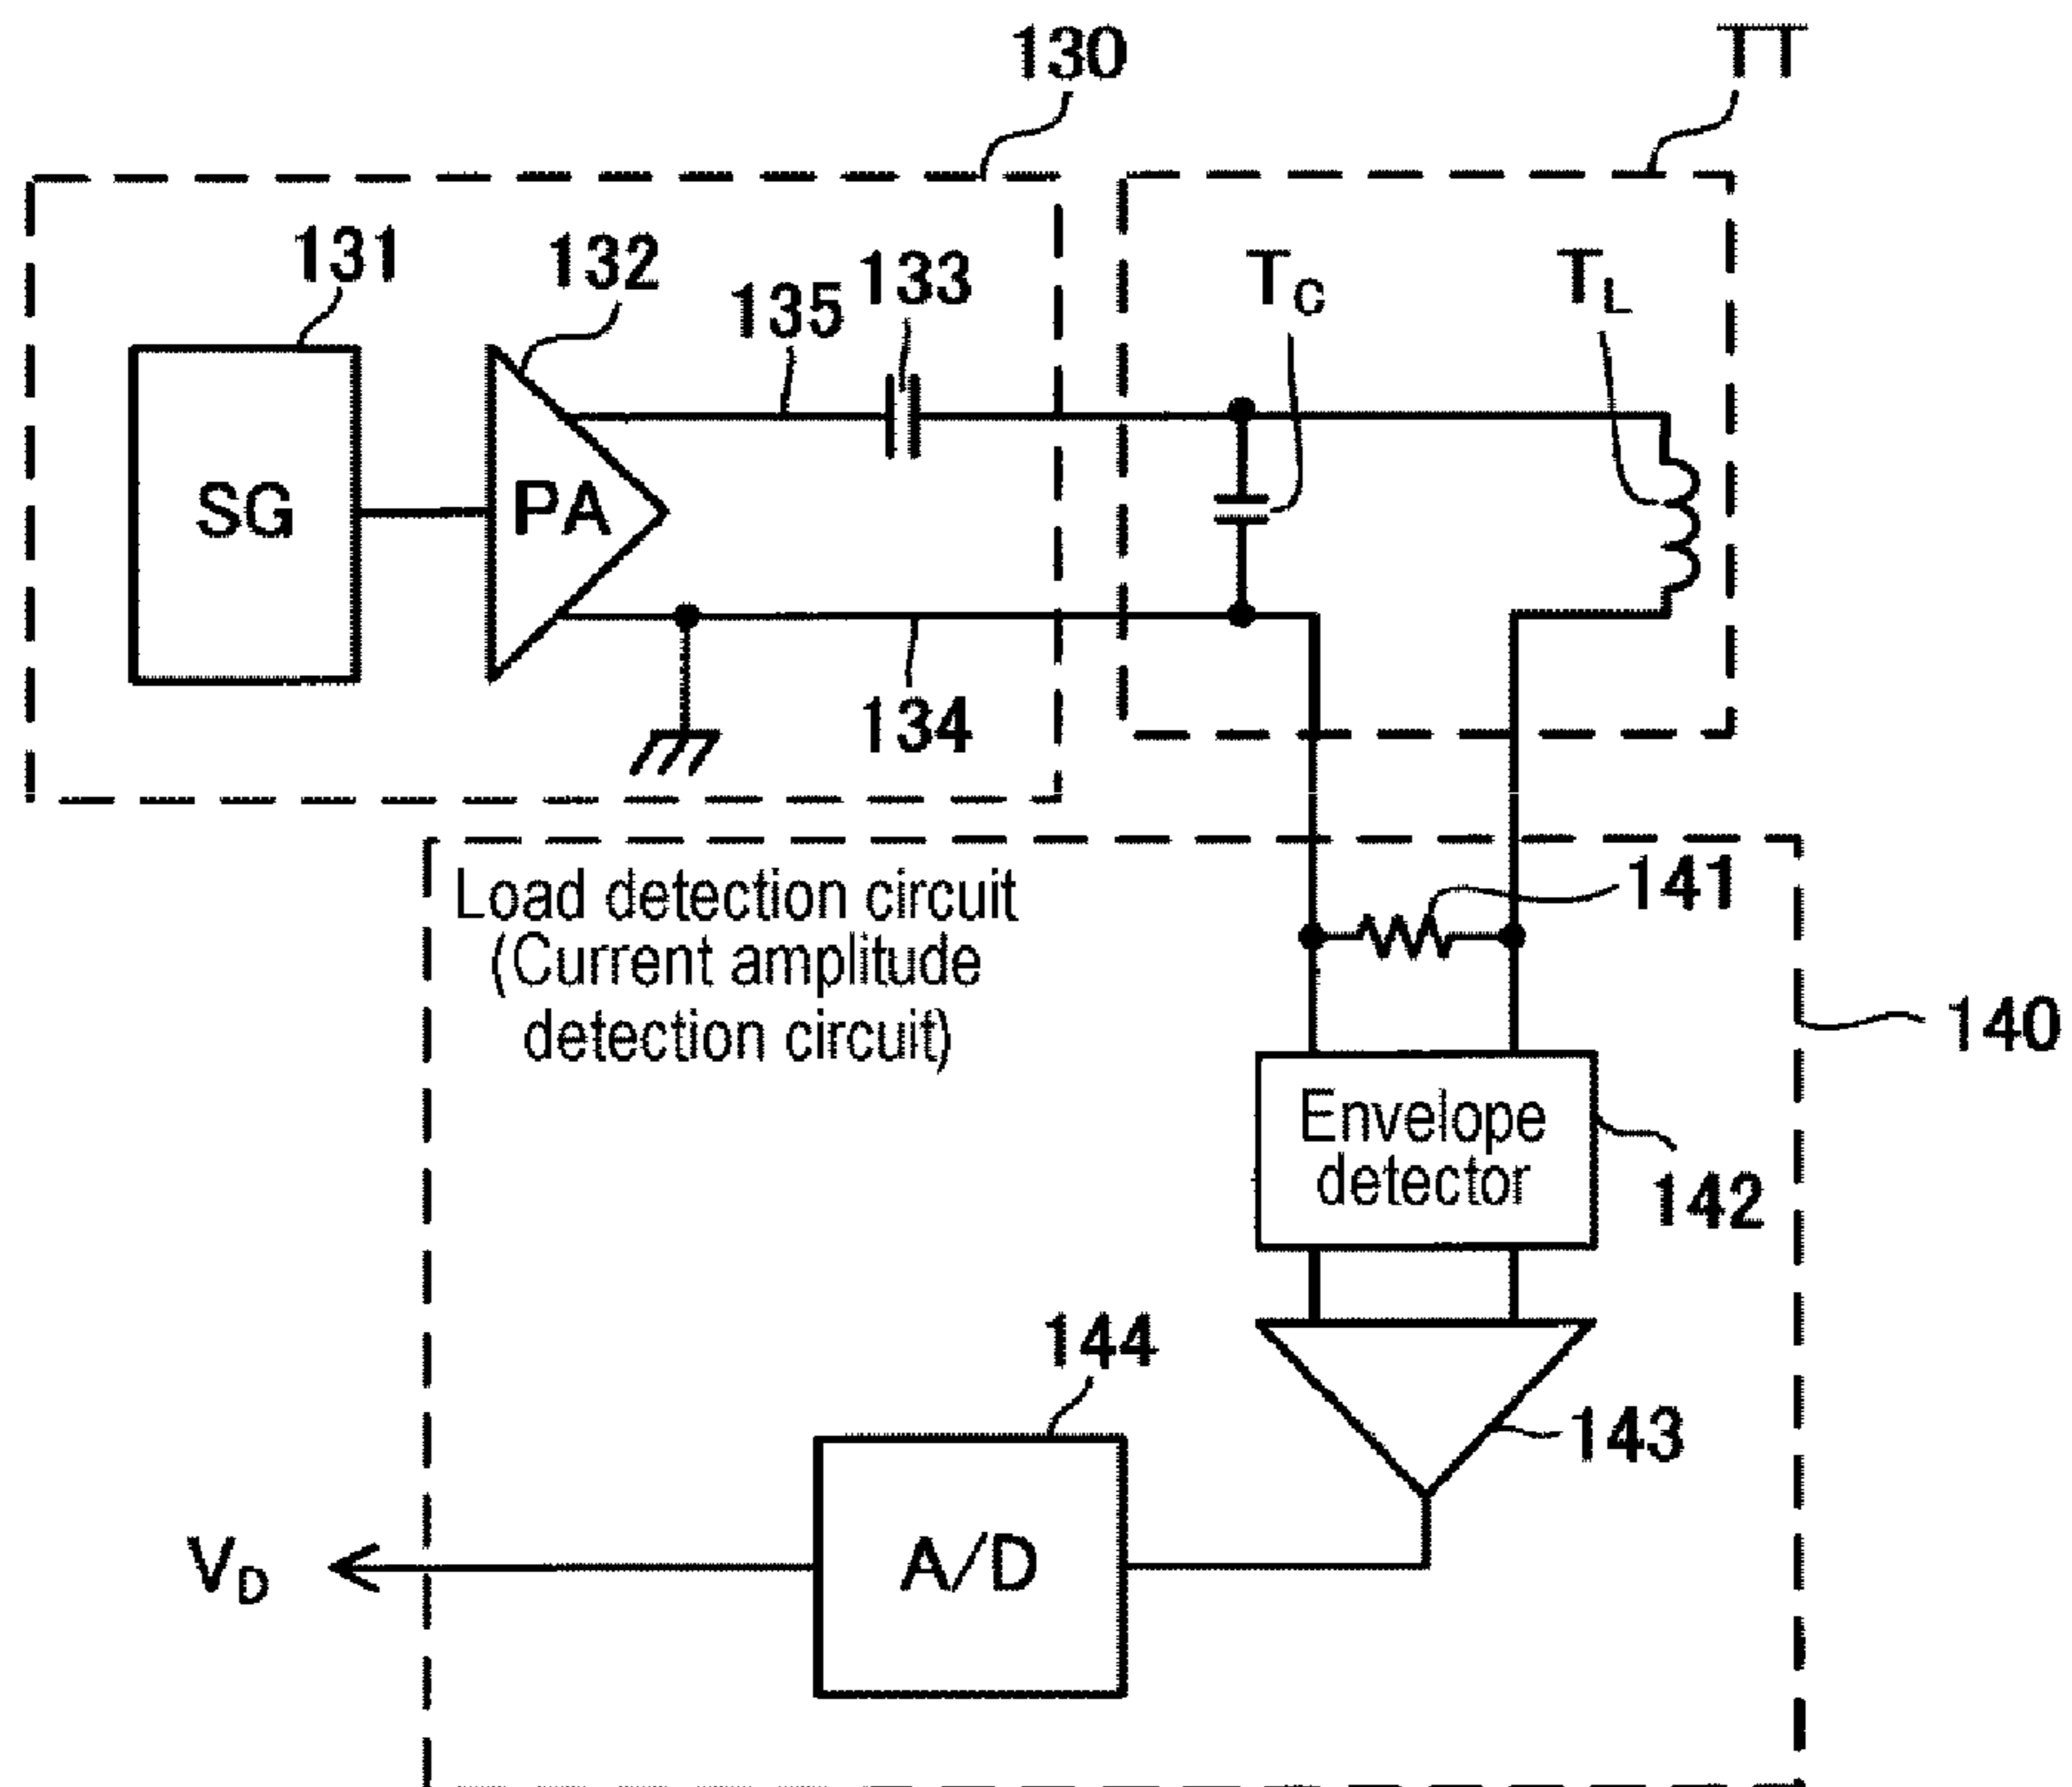 130
TT
131
132
135
133
TC
TL
SG
PA
134
Load detection circuit
(Current amplitude
detection circuit)
141
140
Envelope
detector
142
144
143
A/D
VD